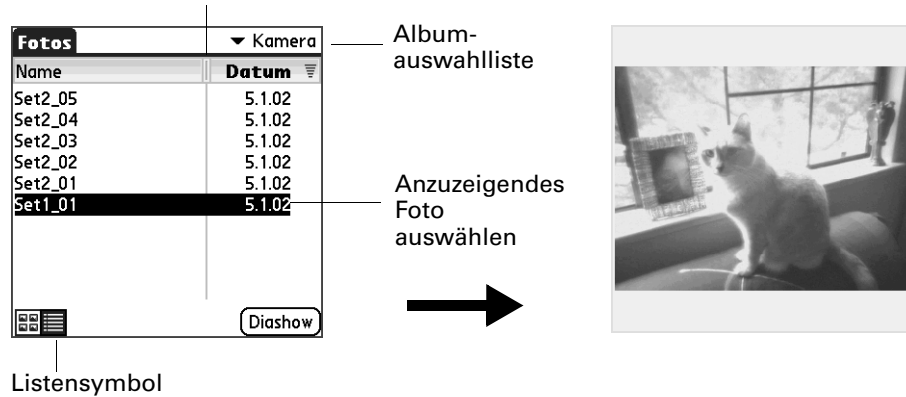 Fotos
Kamera
Name Datum
Set2_05 5.1.02
Set2_04 5.1.02
Set2_03 5.1.02
Set2_02 5.1.02
Set2_01 5.1.02
Set1_01 5.1.02
Diashow
Album-
auswahlliste
Anzuzeigendes
Foto
auswählen
Listensymbol